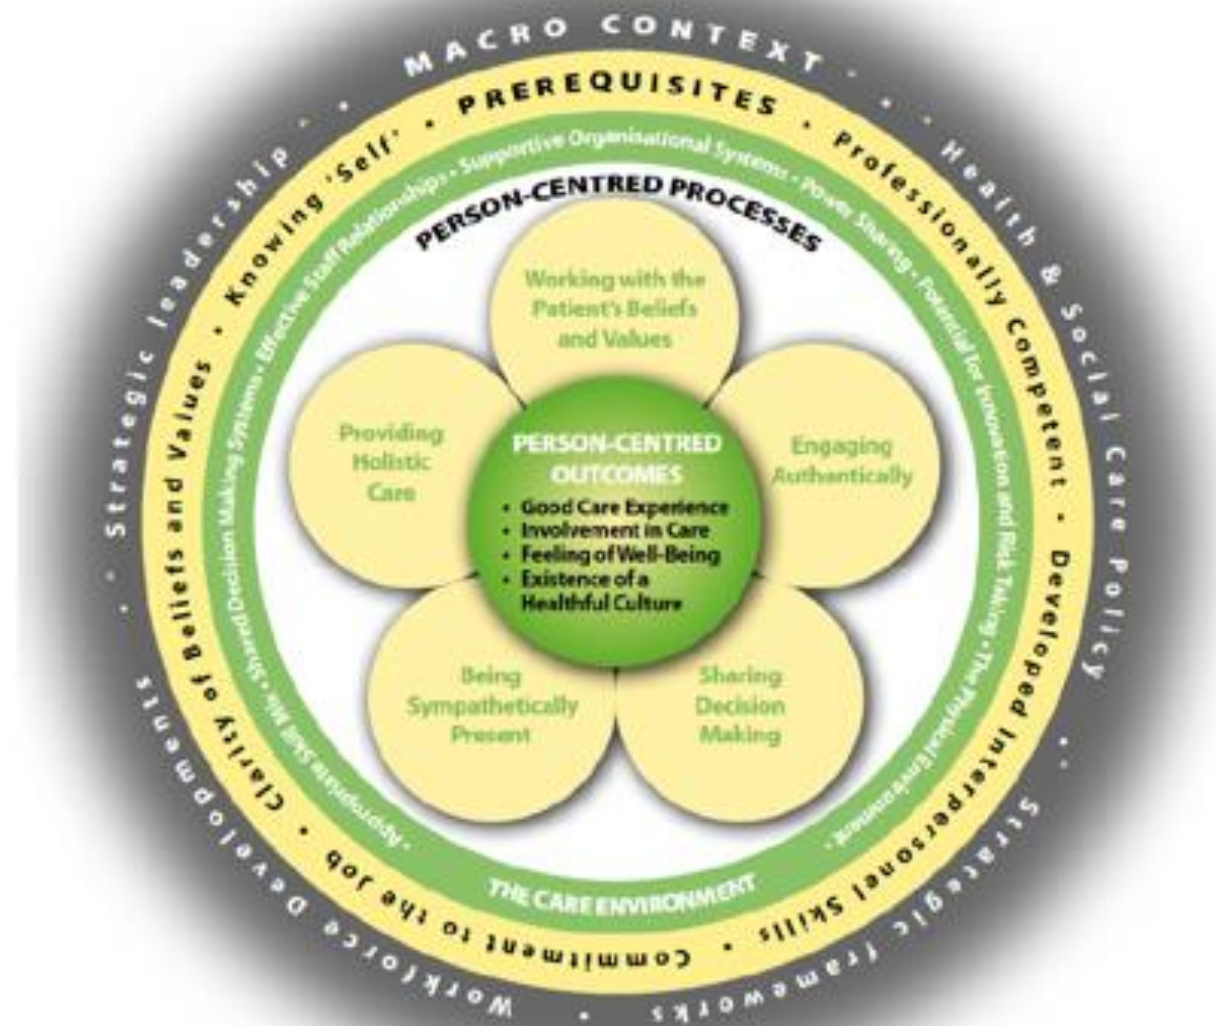 MACRO CONTEXT
Health & Social Care Policy
Strategic frameworks
Workforce Developments
Strategic leadership
PREREQUISITES
Professionally Competent • Developed Interpersonel Skills • Commitment to the Job • Clarity of Beliefs and Values • Knowing 'Self'
• Appropriate Skill Mix • Shared Decision Making Systems • Effective Staff Relationships • Supportive Organisational Systems • Power Sharing • Potential for Innovation and Risk Taking • The Physical Environment •
THE CARE ENVIRONMENT
PERSON-CENTRED PROCESSES
Working with the
Patient's Beliefs
and Values
Engaging
Authentically
Sharing
Decision
Making
Being
Sympathetically
Present
Providing
Holistic
Care
PERSON-CENTRED
OUTCOMES
• Good Care Experience
• Involvement in Care
• Feeling of Well-Being
• Existence of a
Healthful Culture